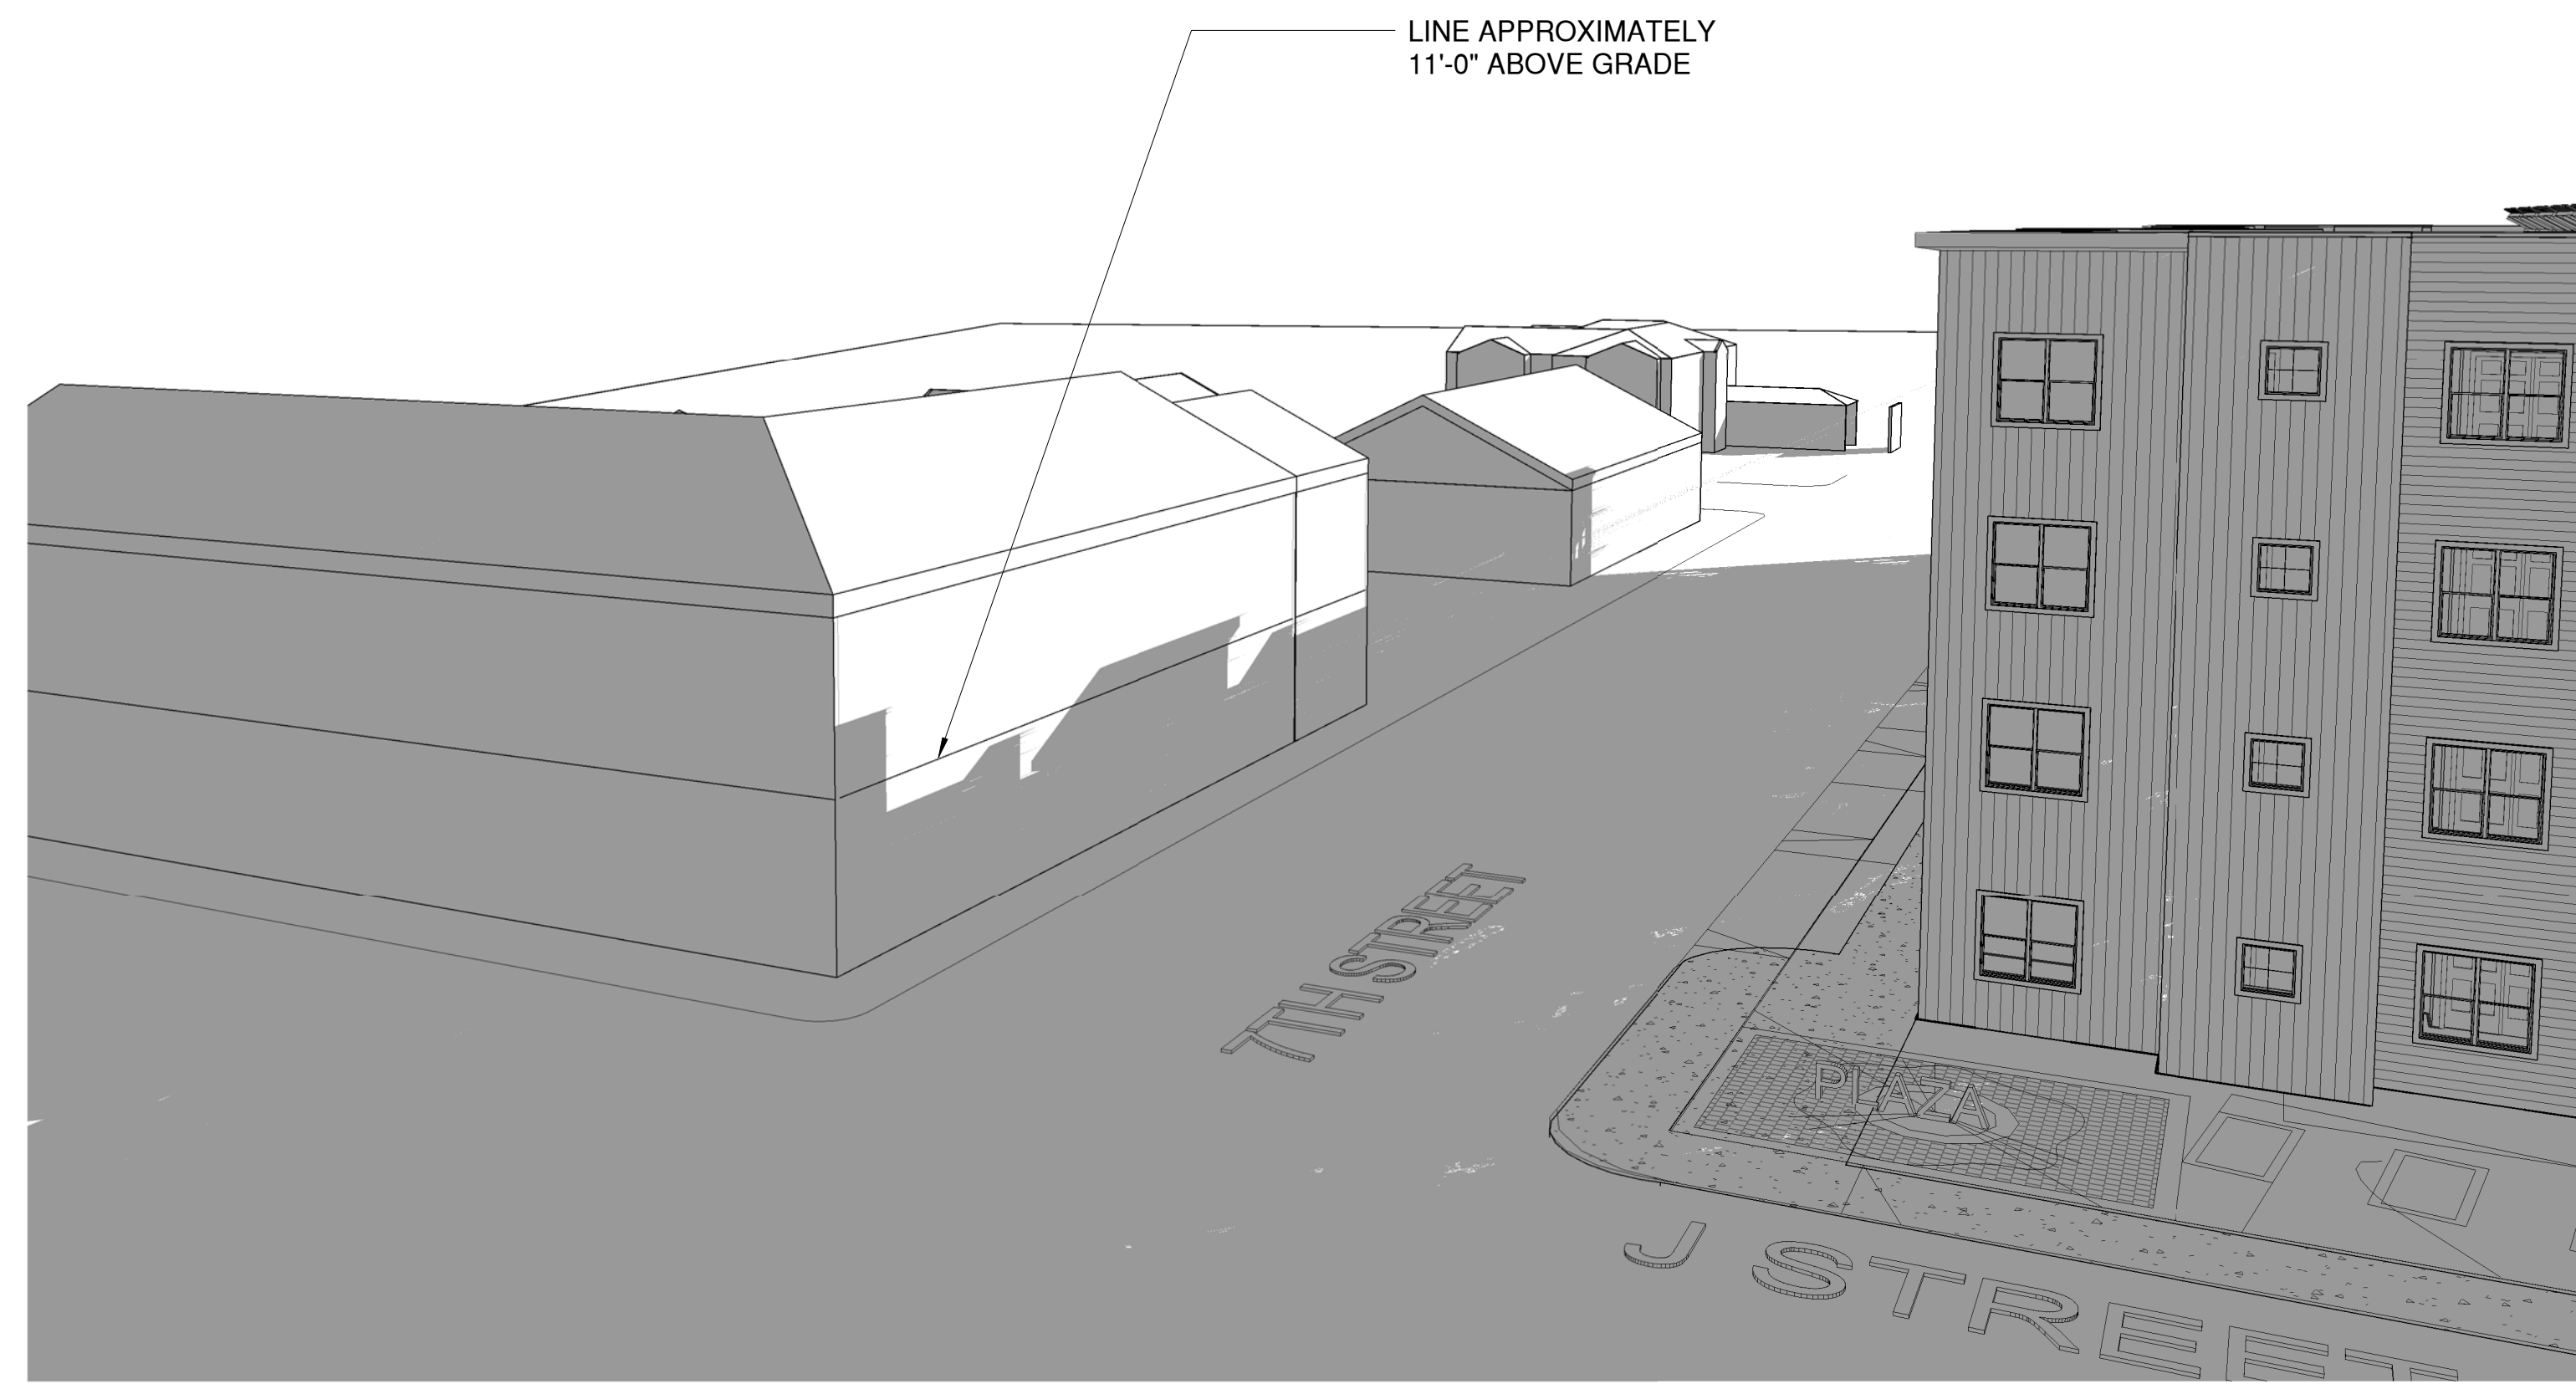 LINE APPROXIMATELY
11'-0" ABOVE GRADE
7TH STREET
PLAZA
J STREET